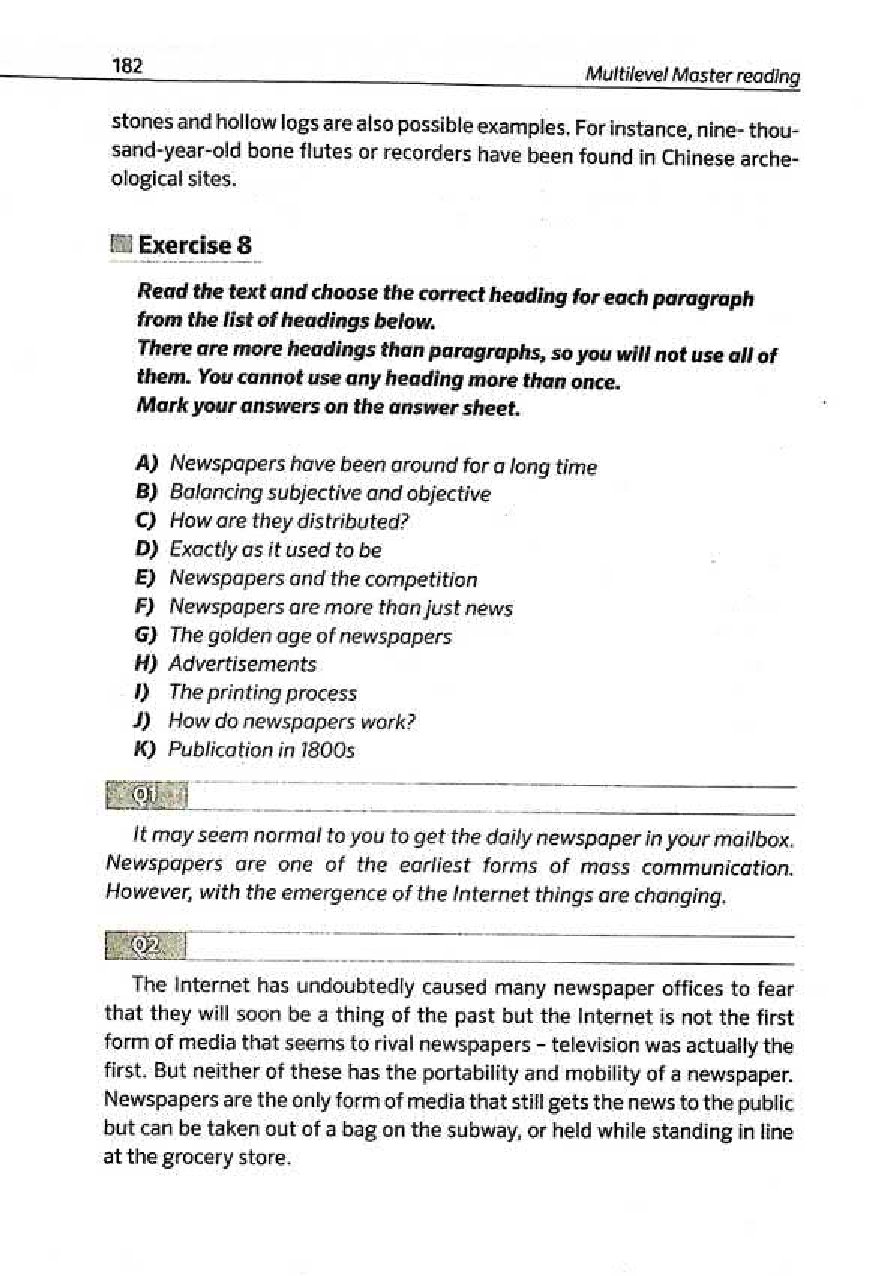 182
Multilevel Master reading
stones and hollow logs are also possible examples. For instance, nine- thou-
sand-year-old bone flutes or recorders have been found in Chinese arche-
ological sites.
Exercise 8
Read the text and choose the correct heading for each paragraph
from the list of headings below.
There are more headings than paragraphs, so you will not use all of
them. You cannot use any heading more than once.
Mark your answers on the answer sheet.
A) Newspapers have been around for a long time
B) Balancing subjective and objective
C) How are they distributed?
D) Exactly as it used to be
E) Newspapers and the competition
F) Newspapers are more than just news
G) The golden age of newspapers
H) Advertisements
I) The printing process
J) How do newspapers work?
K) Publication in 1800s
Q1
It may seem normal to you to get the daily newspaper in your mailbox.
Newspapers are one of the earliest forms of mass communication.
However, with the emergence of the Internet things are changing.
Q2
The Internet has undoubtedly caused many newspaper offices to fear
that they will soon be a thing of the past but the Internet is not the first
form of media that seems to rival newspapers – television was actually the
first. But neither of these has the portability and mobility of a newspaper.
Newspapers are the only form of media that still gets the news to the public
but can be taken out of a bag on the subway, or held while standing in line
at the grocery store.